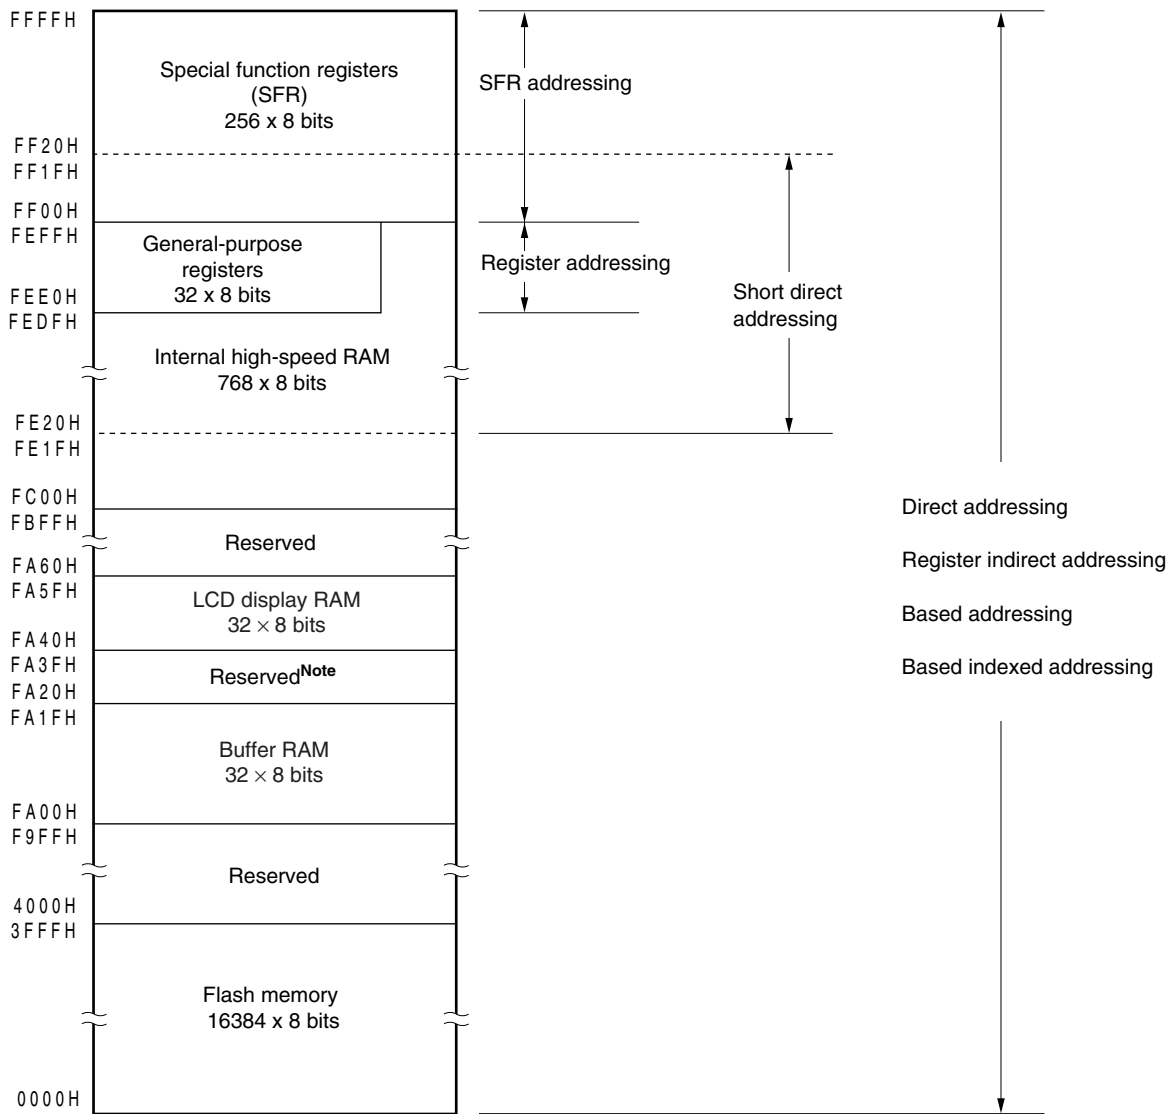 FFFFH
Special function registers
(SFR)
256 x 8 bits
SFR addressing
FF20H
FF1FH
FF00H
FEFFH
General-purpose
registers
32 x 8 bits
Register addressing
FEE0H
FEDFH
Short direct
addressing
Internal high-speed RAM
768 x 8 bits
FE20H
FE1FH
FC00H
FBFFH
Reserved
FA60H
FA5FH
LCD display RAM
32 × 8 bits
FA40H
FA3FH
ReservedNote
FA20H
FA1FH
Buffer RAM
32 × 8 bits
FA00H
F9FFH
Reserved
4000H
3FFFH
Flash memory
16384 x 8 bits
0000H
Direct addressing
Register indirect addressing
Based addressing
Based indexed addressing